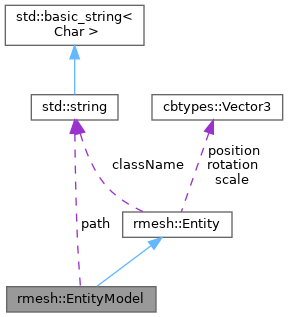 std::basic_string<
Char >
std::string
cbtypes::Vector3
className
position
rotation
scale
path
rmesh::Entity
rmesh::EntityModel